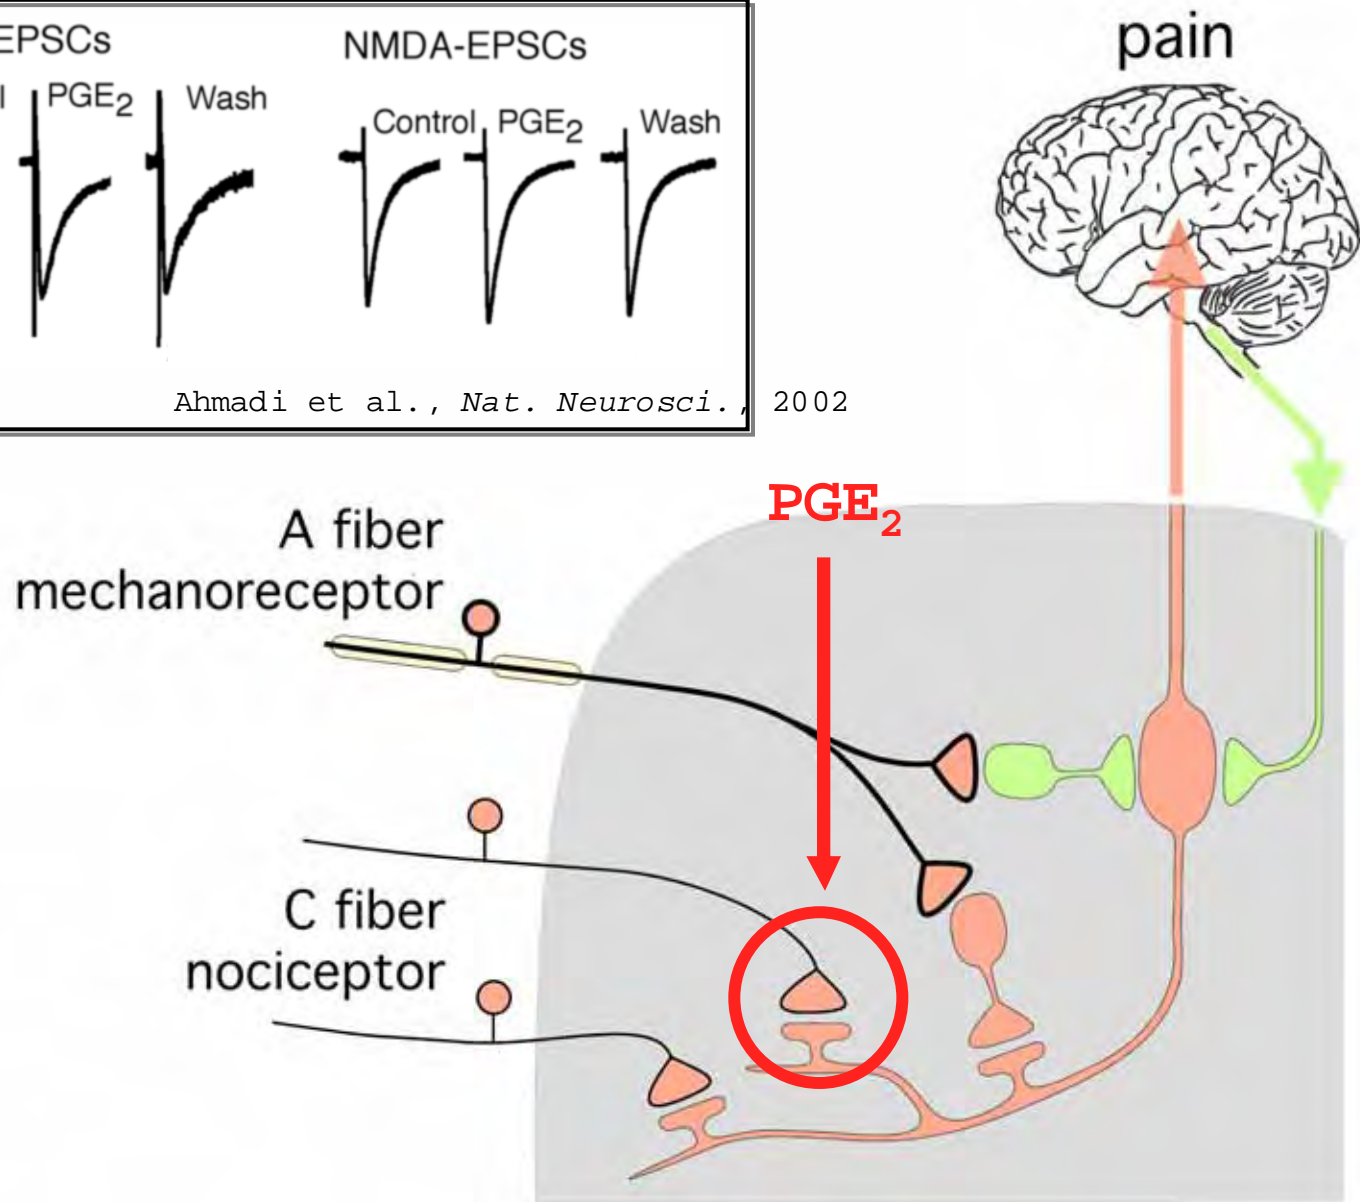 EPSCs
NMDA-EPSCs
PGE2
Wash
Control
PGE2
Wash
Ahmadi et al., Nat. Neurosci., 2002
pain
PGE2
A fiber
mechanoreceptor
C fiber
nociceptor